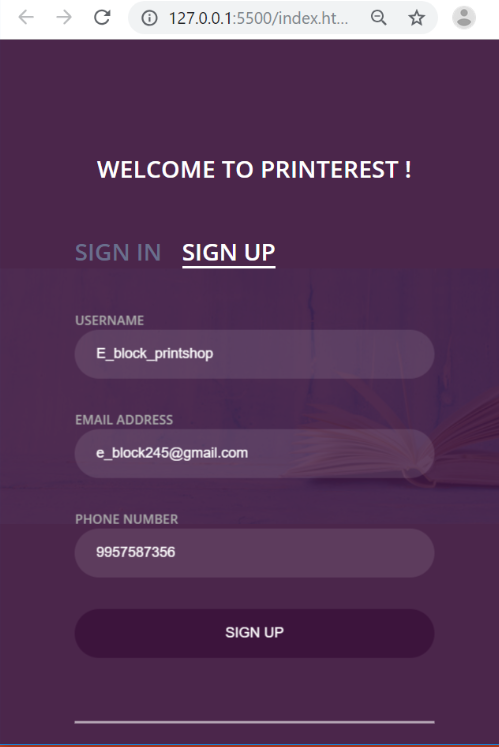 127.0.0.1:5500/index.ht...
WELCOME TO PRINTEREST !
SIGN IN SIGN UP
USERNAME
E_block_printshop
EMAIL ADDRESS
e_block245@gmail.com
PHONE NUMBER
9957587356
SIGN UP